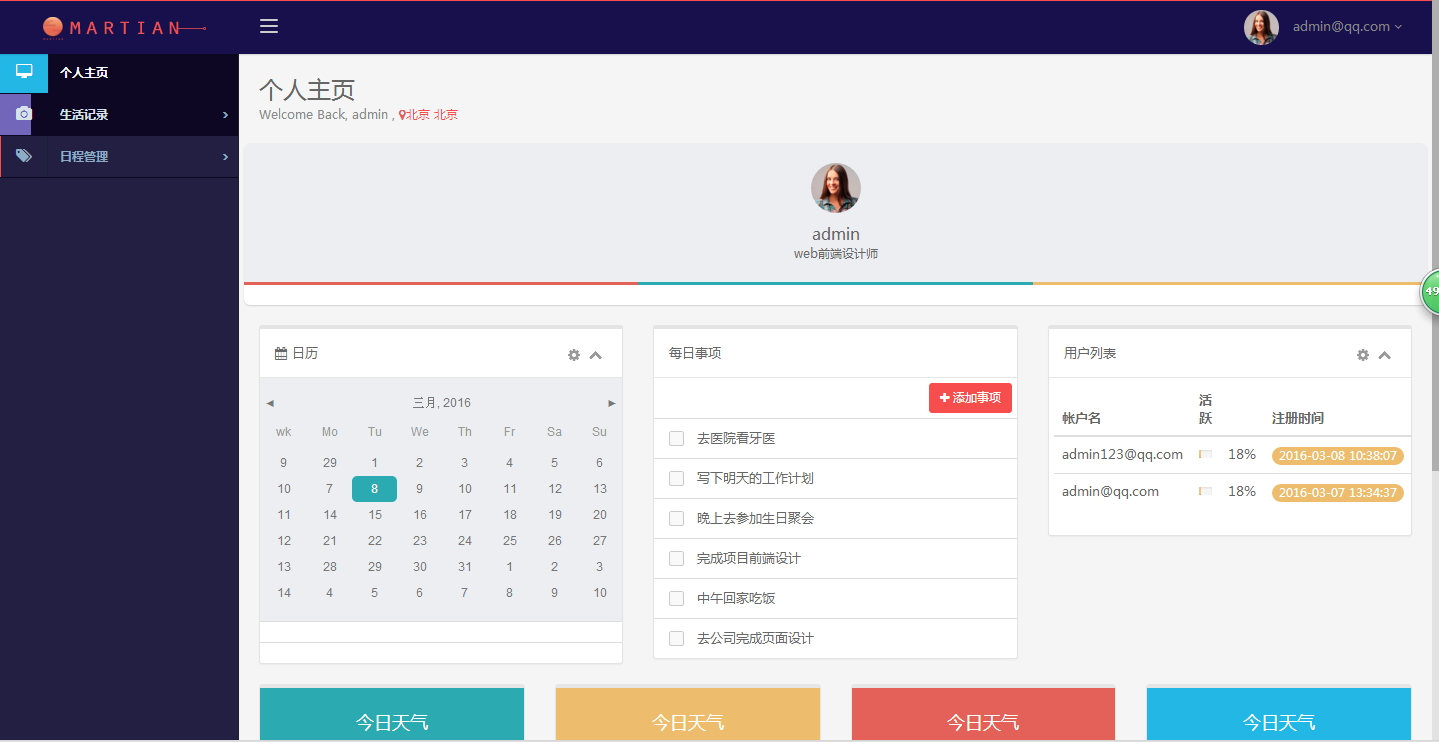 MARTIAN
admin@qq.com
个人主页
生活记录
日程管理
个人主页
Welcome Back, admin , 北京 北京
admin
web前端设计师
49
日历
三月, 2016
wk Mo Tu We Th Fr Sa Su
9 29 1 2 3 4 5 6
10 7 8 9 10 11 12 13
11 14 15 16 17 18 19 20
12 21 22 23 24 25 26 27
13 28 29 30 31 1 2 3
14 4 5 6 7 8 9 10
每日事项
添加事项
去医院看牙医
写下明天的工作计划
晚上去参加生日聚会
完成项目前端设计
中午回家吃饭
去公司完成页面设计
用户列表
帐户名 活跃 注册时间
admin123@qq.com 18% 2016-03-08 10:38:07
admin@qq.com 18% 2016-03-07 13:34:37
今日天气 今日天气 今日天气 今日天气